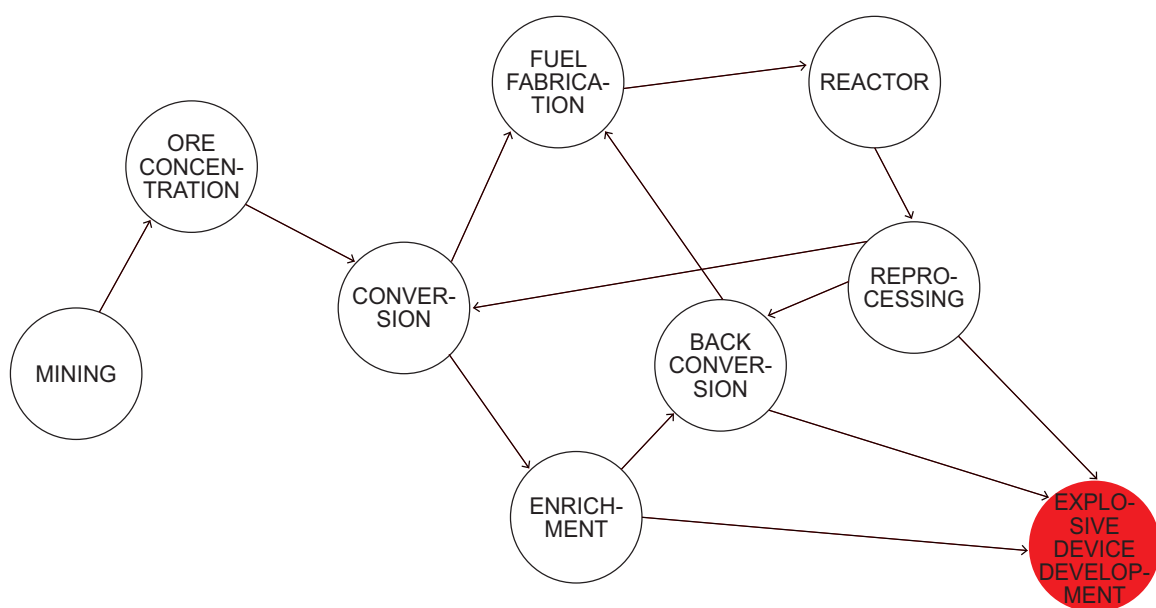 FUEL
FABRICA-
TION
REACTOR
ORE
CONCEN-
TRATION
CONVER-
SION
REPRO-
CESSING
MINING
BACK
CONVER-
SION
ENRICH-
MENT
EXPLO-
SIVE
DEVICE
DEVELOP-
MENT